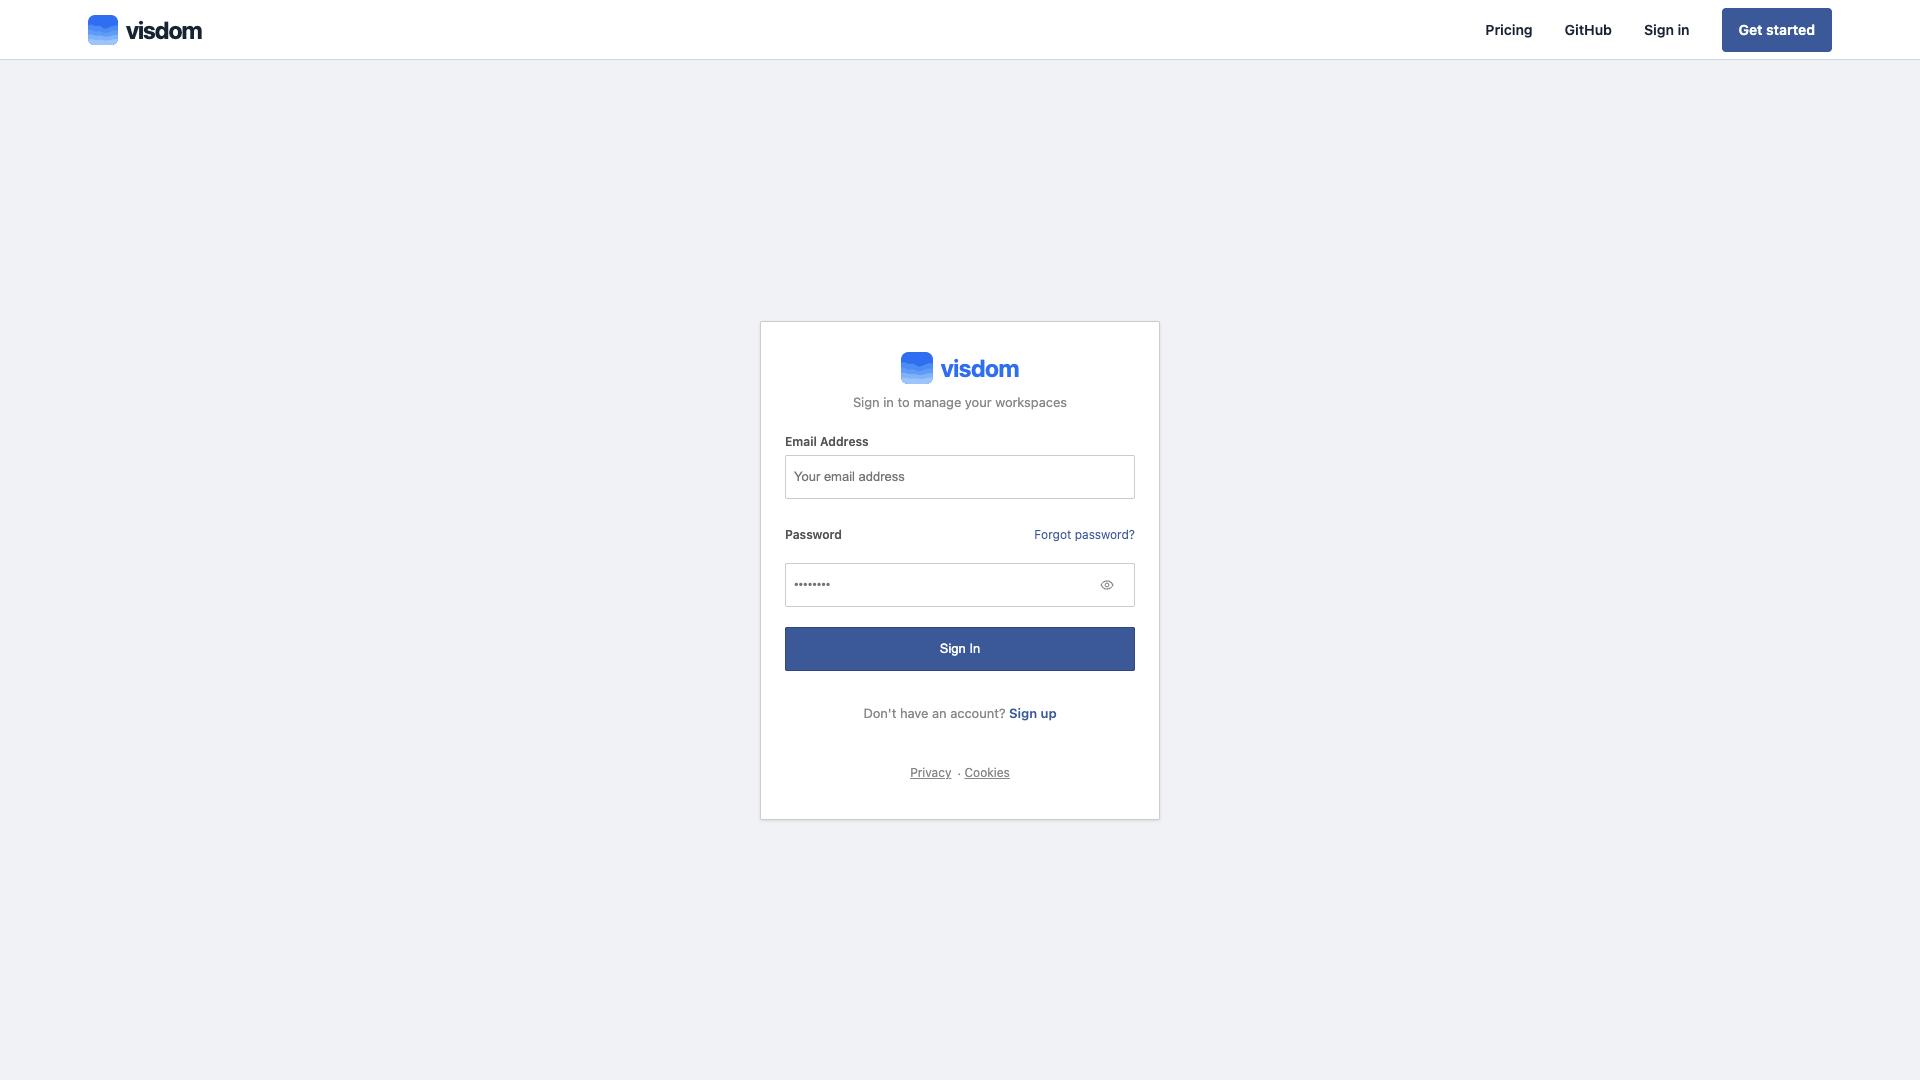 visdom
Pricing
GitHub
Sign in
Get started
visdom
Sign in to manage your workspaces
Email Address
Your email address
Password
Forgot password?
••••••••
Sign In
Don't have an account? Sign up
Privacy · Cookies